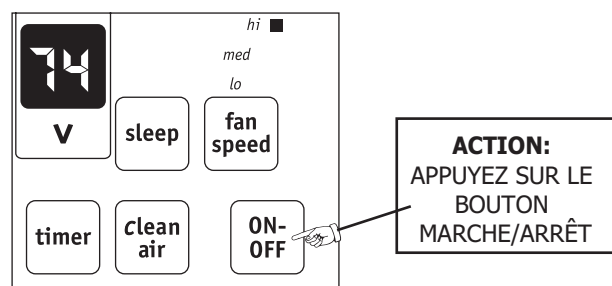 hi
med
lo
74
V
sleep
fan
speed
timer
clean
air
ON-
OFF
ACTION:
APPUYEZ SUR LE
BOUTON
MARCHE/ARRÊT